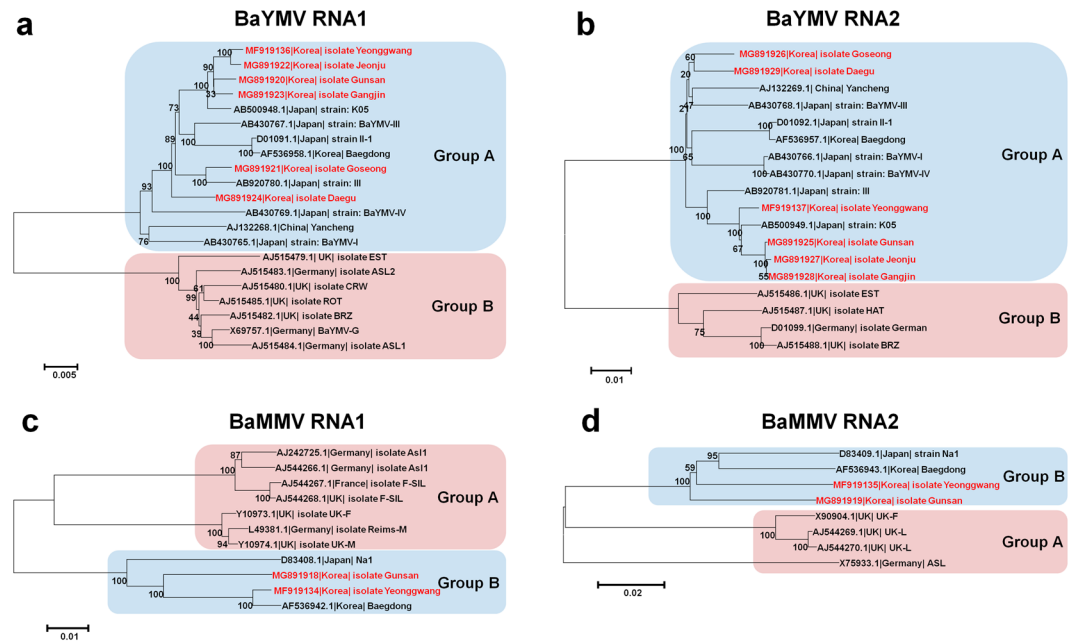 a
BaYMV RNA1
MF919136|Korea| isolate Yeonggwang
MG891922|Korea| isolate Jeonju
MG891920|Korea| isolate Gunsan
MG891923|Korea| isolate Gangjin
AB500948.1|Japan| strain: K05
AB430767.1|Japan| strain: BaYMV-III
D01091.1|Japan| strain II-1
AF536958.1|Korea| Baegdong
MG891921|Korea| isolate Goseong
AB920780.1|Japan| strain: III
MG891924|Korea| isolate Daegu
AB430769.1|Japan| strain: BaYMV-IV
AJ132268.1|China| Yancheng
AB430765.1|Japan| strain: BaYMV-I
100
90
100
33
73
100
89
100
100
93
76
Group A
AJ515479.1| UK| isolate EST
AJ515483.1| Germany| isolate ASL2
AJ515480.1|UK| isolate CRW
AJ515485.1|UK| isolate ROT
AJ515482.1|UK| isolate BRZ
X69757.1|Germany| BaYMV-G
AJ515484.1|Germany| isolate ASL1
100
61
99
44
39
100
Group B
0.005
b
BaYMV RNA2
MG891926|Korea| isolate Goseong
MG891929|Korea| isolate Daegu
AJ132269.1| China| Yancheng
AB430768.1|Japan| strain: BaYMV-III
D01092.1| Japan| strain: II-1
AF536957.1| Korea| Baegdong
AB430766.1| Japan| strain: BaYMV-I
AB430770.1| Japan| strain: BaYMV-IV
AB920781.1|Japan| strain: III
MF919137|Korea| isolate Yeonggwang
AB500949.1|Japan| strain: K05
MG891925|Korea| isolate Gunsan
MG891927|Korea| isolate Jeonju
MG891928|Korea| isolate Gangjin
60
20
47
100
100
65
100
100
100
67
100
55
Group A
AJ515486.1| UK| isolate EST
AJ515487.1| UK| isolate HAT
D01099.1|Germany| isolate German
AJ515488.1| UK| isolate BRZ
75
100
Group B
0.01
c
BaMMV RNA1
AJ242725.1|Germany| isolate Asl1
AJ544266.1| Germany| isolate Asl1
AJ544267.1|France| isolate F-SIL
AJ544268.1| UK| isolate F-SIL
Y10973.1|UK| isolate UK-F
L49381.1|Germany| isolate Reims-M
Y10974.1|UK| isolate UK-M
87
100
100
100
94
Group A
D83408.1|Japan| Na1
MG891918|Korea| isolate Gunsan
MF919134|Korea| isolate Yeonggwang
AF536942.1|Korea| Baegdong
100
100
100
Group B
0.01
d
BaMMV RNA2
D83409.1| Japan| strain Na1
AF536943.1| Korea| Baegdong
MF919135|Korea| isolate Yeonggwang
MG891919|Korea| isolate Gunsan
95
59
100
Group B
X90904.1|UK| UK-F
AJ544269.1| UK| UK-L
AJ544270.1| UK| UK-L
X75933.1|Germany| ASL
100
100
Group A
0.02